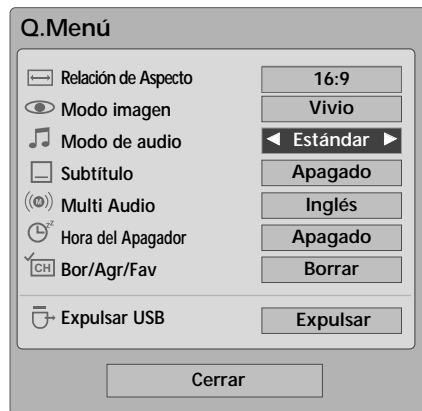 Q.Menú
Relación de Aspecto 16:9
Modo imagen Vivio
Modo de audio ◄ Estándar ►
Subtítulo Apagado
((M)) Multi Audio Inglés
zz Hora del Apagador Apagado
CH Bor/Agr/Fav Borrar
Expulsar USB Expulsar
Cerrar